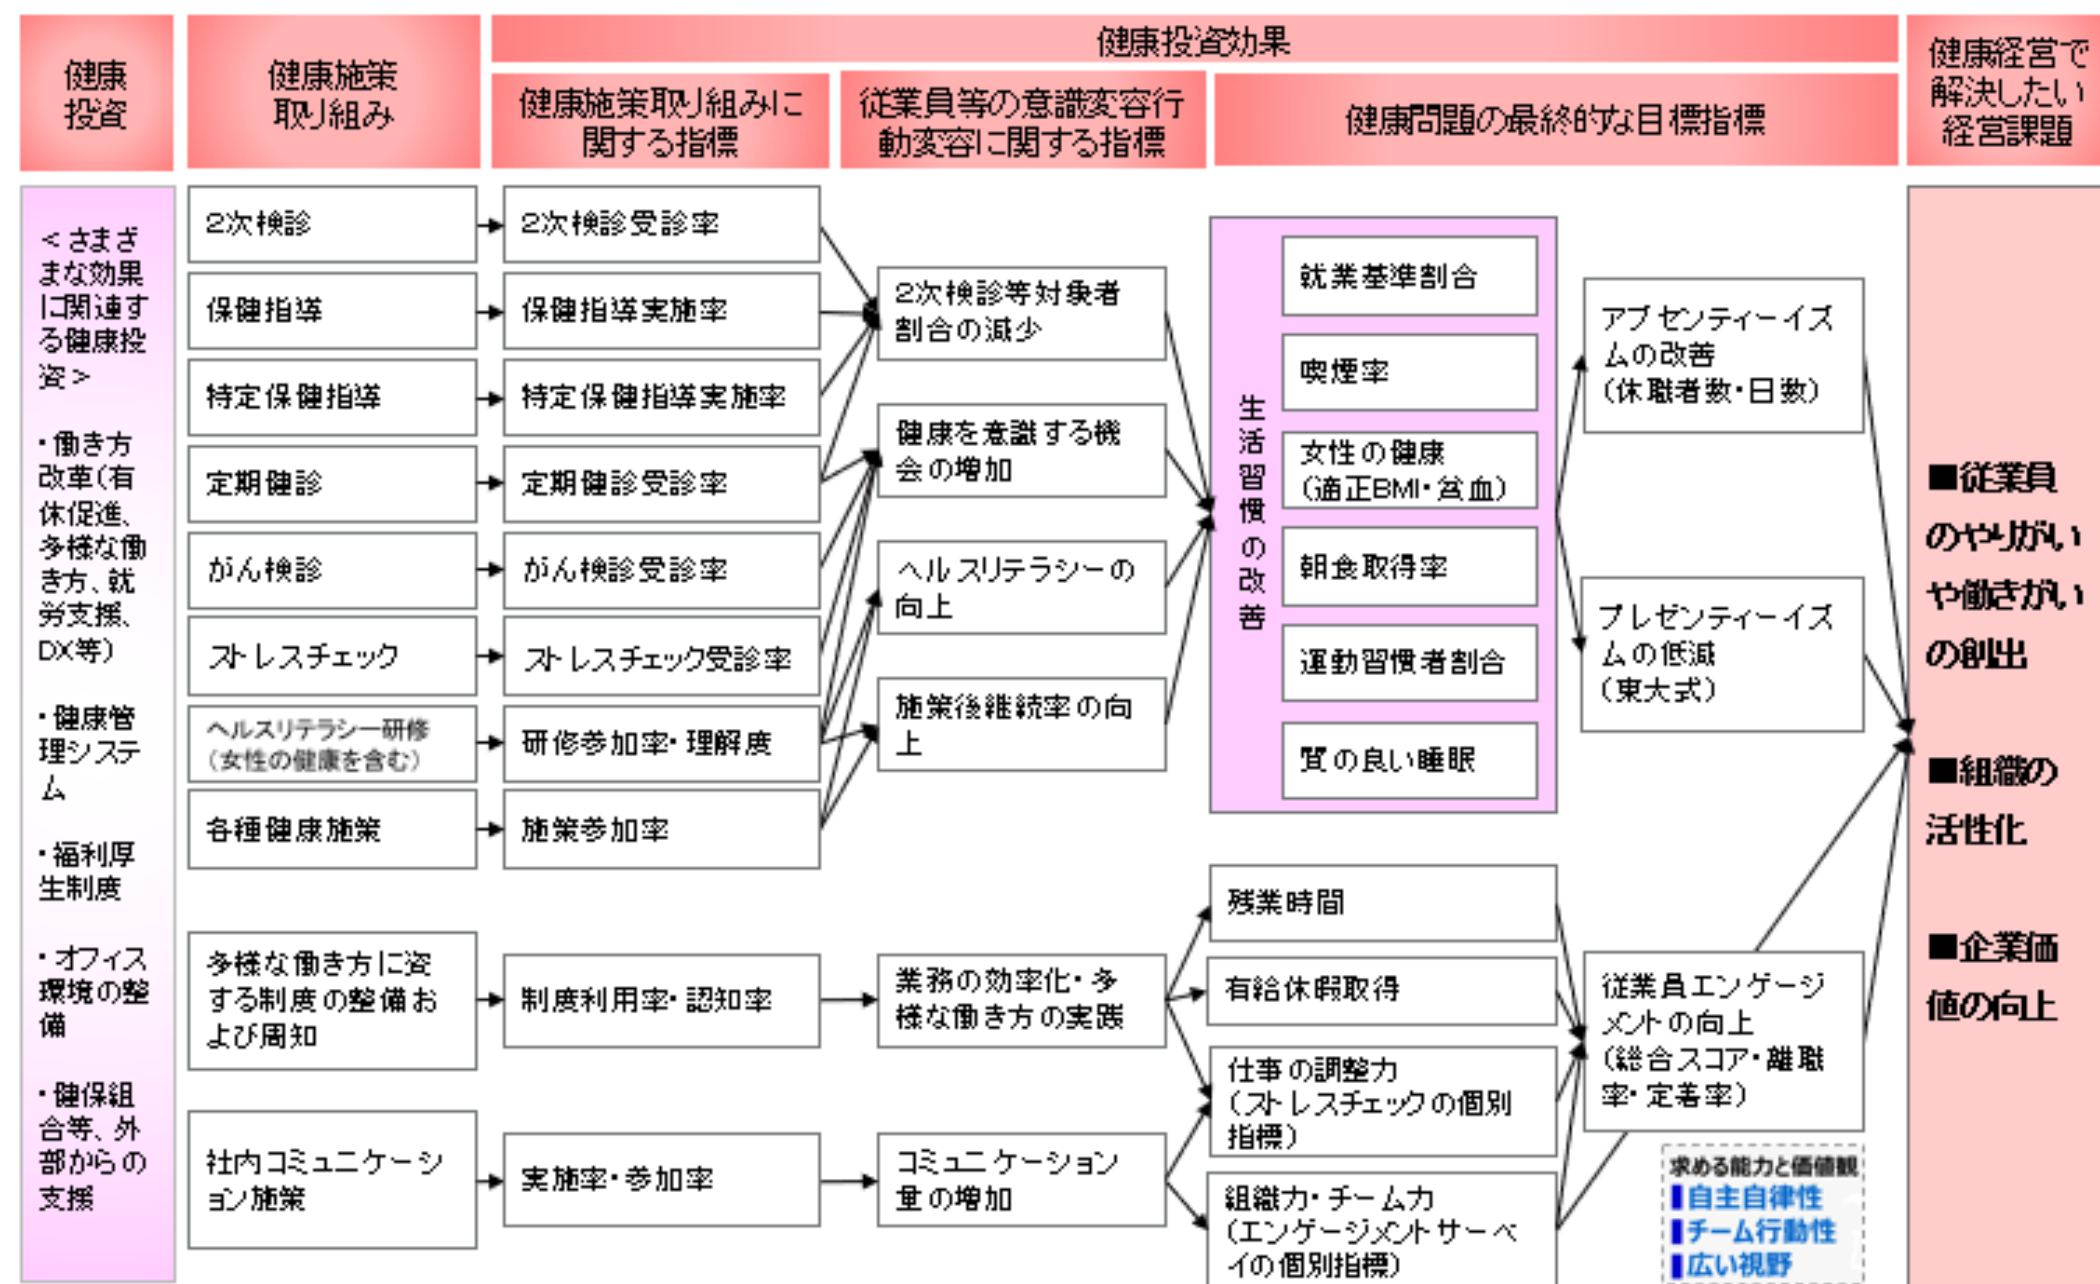 健康
投資
健康施策
取り組み
健康投資効果
健康施策取り組みに
関する指標
従業員等の意識変容行
動変容に関する指標
健康問題の最終的な目標指標
健康経営で
解決したい
経営課題
＜さまざ
まな効果
に関連す
る健康投
資＞
・働き方
改革（有
休促進、
多様な働
き方、就
労支援、
DX等）
・健康管
理システ
ム
・福利厚
生制度
・オフィス
環境の整
備
・健保組
合等、外
部からの
支援
2次検診
保健指導
特定保健指導
定期健診
がん検診
ストレスチェック
ヘルスリテラシー研修
（女性の健康を含む）
各種健康施策
多様な働き方に資
する制度の整備お
よび周知
社内コミュニケーシ
ョン施策
2次検診受診率
保健指導実施率
特定保健指導実施率
定期健診受診率
がん検診受診率
ストレスチェック受診率
研修参加率・理解度
施策参加率
制度利用率・認知率
実施率・参加率
2次検診等対象者
割合の減少
健康を意識する機
会の増加
ヘルスリテラシーの
向上
施策後継続率の向
上
業務の効率化・多
様な働き方の実践
コミュニケーション
量の増加
生活習慣の改善
就業基準割合
喫煙率
女性の健康
（適正BMI・貧血）
朝食取得率
運動習慣者割合
質の良い睡眠
残業時間
有給休暇取得
仕事の調整力
（ストレスチェックの個別
指標）
組織力・チーム力
（エンゲージメントサーベ
イの個別指標）
アブセンティーイズ
ムの改善
（休職者数・日数）
プレゼンティーイズ
ムの低減
（東大式）
従業員エンゲージ
メントの向上
（総合スコア・離職
率・定着率）
求める能力と価値観
▌自主自律性
▌チーム行動性
▌広い視野
■従業員
のやりがい
や働きがい
の創出
■組織の
活性化
■企業価
値の向上